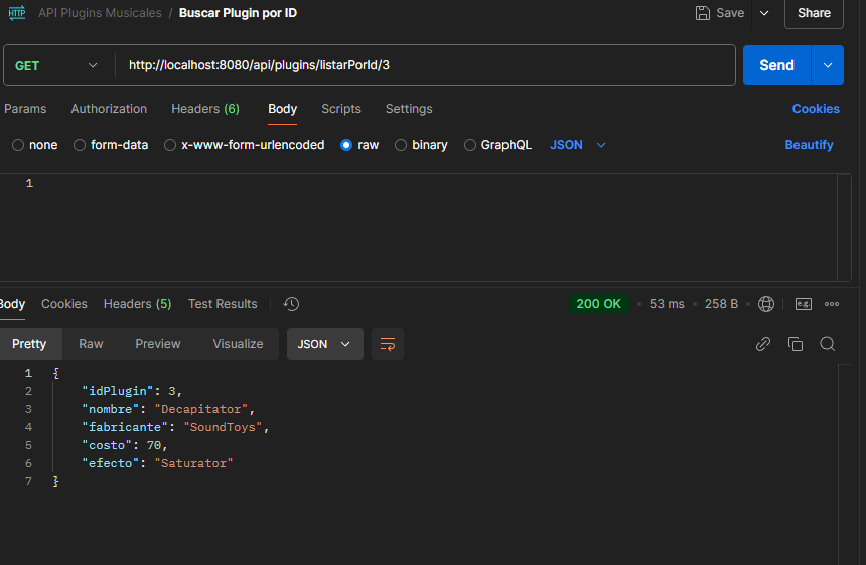 HTTP API Plugins Musicales / Buscar Plugin por ID Save Share
GET http://localhost:8080/api/plugins/listarPorId/3 Send
Params Authorization Headers (6) Body Scripts Settings Cookies
none form-data x-www-form-urlencoded raw binary GraphQL JSON Beautify
1
Body Cookies Headers (5) Test Results 200 OK 53 ms 258 B e.g.
Pretty Raw Preview Visualize JSON
1 {
2 "idPlugin": 3,
3 "nombre": "Decapitator",
4 "fabricante": "SoundToys",
5 "costo": 70,
6 "efecto": "Saturator"
7 }